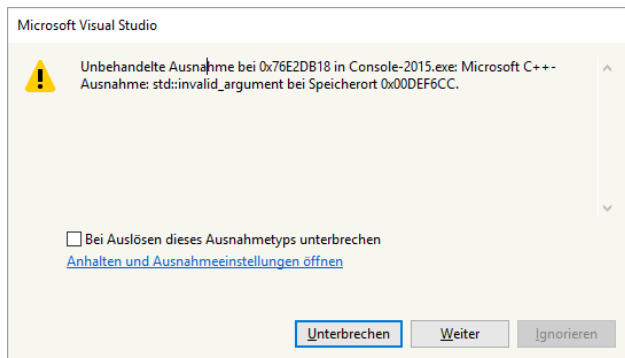 Microsoft Visual Studio
Unbehandelte Ausnahme bei 0x76E2DB18 in Console-2015.exe: Microsoft C++-
Ausnahme: std::invalid_argument bei Speicherort 0x00DEF6CC.
Bei Auslösen dieses Ausnahmetyps unterbrechen
Anhalten und Ausnahmeeinstellungen öffnen
Unterbrechen Weiter Ignorieren